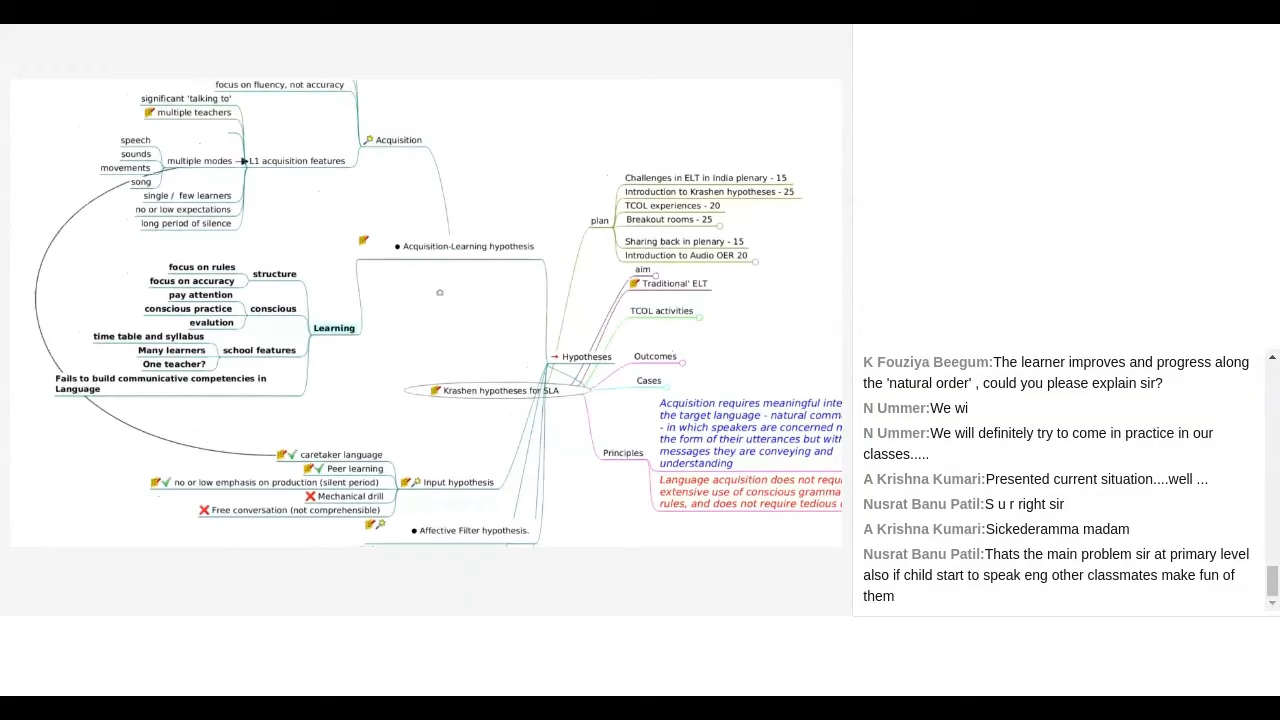 focus on fluency, not accuracy
significant 'talking to'
multiple teachers
speech
sounds
movements
song
multiple modes
L1 acquisition features
single / few learners
no or low expectations
long period of silence
Acquisition
Acquisition-Learning hypothesis
focus on rules
focus on accuracy
structure
pay attention
conscious practice
evalution
conscious
time table and syllabus
Many learners
One teacher?
school features
Fails to build communicative competencies in
Language
Learning
caretaker language
Peer learning
no or low emphasis on production (silent period)
Mechanical drill
Free conversation (not comprehensible)
Input hypothesis
Affective Filter hypothesis.
Krashen hypotheses for SLA
Hypotheses
plan
Challenges in ELT in India plenary - 15
Introduction to Krashen hypotheses - 25
TCOL experiences - 20
Breakout rooms - 25
Sharing back in plenary - 15
Introduction to Audio OER 20
aim
'Traditional' ELT
TCOL activities
Outcomes
Cases
Principles
Acquisition requires meaningful inte
the target language - natural comm
- in which speakers are concerned n
the form of their utterances but with
messages they are conveying and
understanding
Language acquisition does not requi
extensive use of conscious gramma
rules, and does not require tedious
K Fouziya Beegum:The learner improves and progress along
the 'natural order' , could you please explain sir?
N Ummer:We wi
N Ummer:We will definitely try to come in practice in our
classes.....
A Krishna Kumari:Presented current situation....well ...
Nusrat Banu Patil:S u r right sir
A Krishna Kumari:Sickederamma madam
Nusrat Banu Patil:Thats the main problem sir at primary level
also if child start to speak eng other classmates make fun of
them